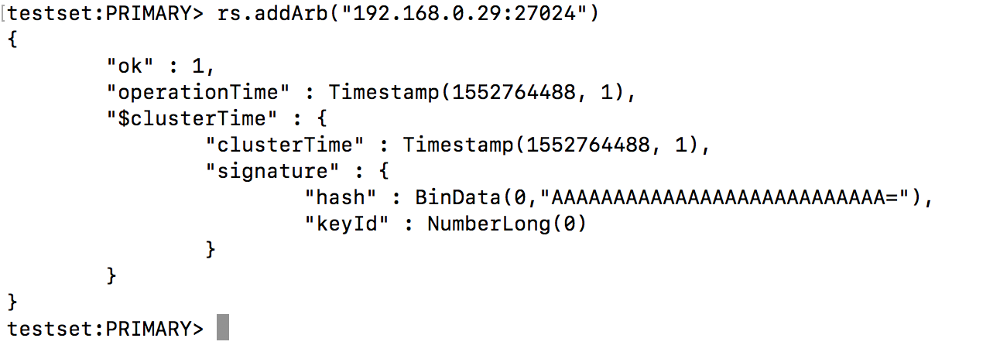 [testset:PRIMARY> rs.addArb("192.168.0.29:27024")
{
        "ok" : 1,
        "operationTime" : Timestamp(1552764488, 1),
        "$clusterTime" : {
                "clusterTime" : Timestamp(1552764488, 1),
                "signature" : {
                        "hash" : BinData(0,"AAAAAAAAAAAAAAAAAAAAAAAAAAA="),
                        "keyId" : NumberLong(0)
                }
        }
}
testset:PRIMARY>